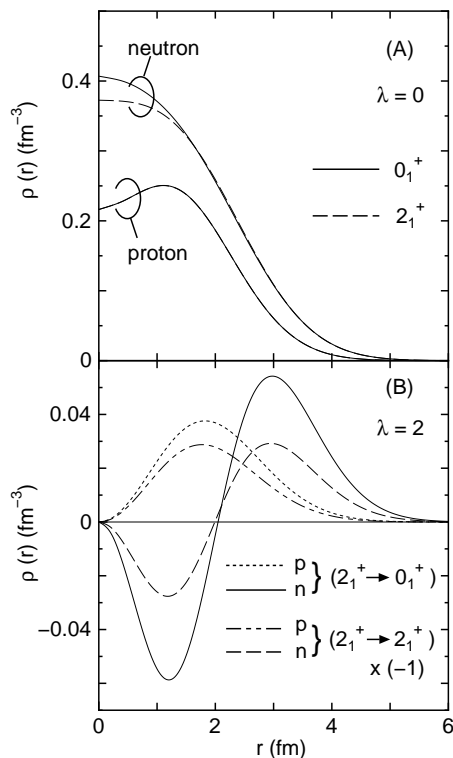 (A)
neutron
0.4
λ = 0
0₁⁺
2₁⁺
ρ (r) (fm⁻³)
0.2
proton
0
(B)
0.04
λ = 2
ρ (r) (fm⁻³)
0
p
n } (2₁⁺→ 0₁⁺ )
−0.04
p
n } (2₁⁺→ 2₁⁺ )
x (−1)
0 2 4 6
r (fm)